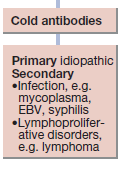 Cold antibodies
Primary idiopathic
Secondary
•Infection, e.g.
mycoplasma,
EBV, syphilis
•Lymphoprolifer-
ative disorders,
e.g. lymphoma